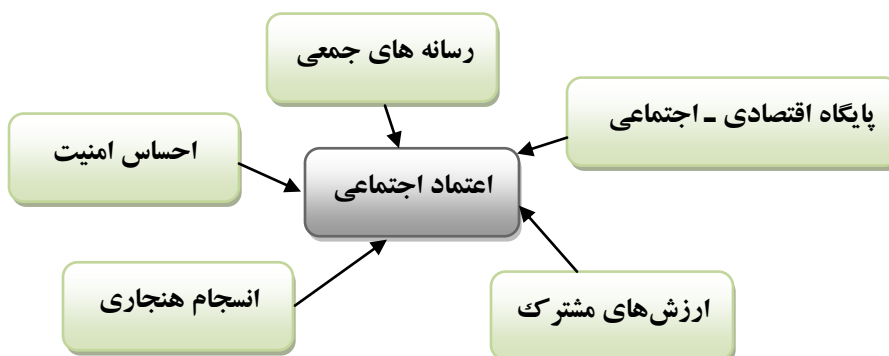 رسانه های جمعی
پایگاه اقتصادی ـ اجتماعی
احساس امنیت
اعتماد اجتماعی
انسجام هنجاری
ارزش‌های مشترک